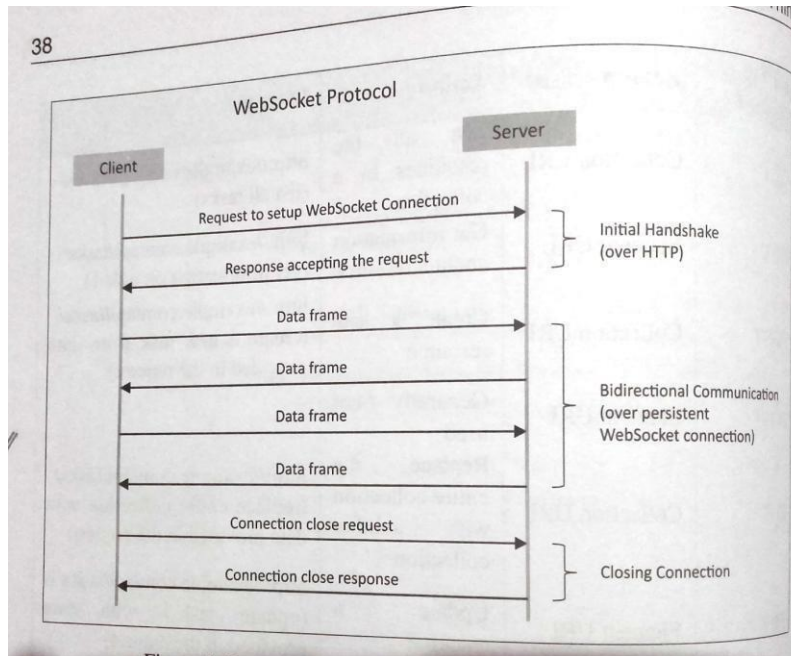 38
WebSocket Protocol
Client
Server
Request to setup WebSocket Connection
Response accepting the request
Initial Handshake
(over HTTP)
Data frame
Data frame
Data frame
Data frame
Bidirectional Communication
(over persistent
WebSocket connection)
Connection close request
Connection close response
Closing Connection